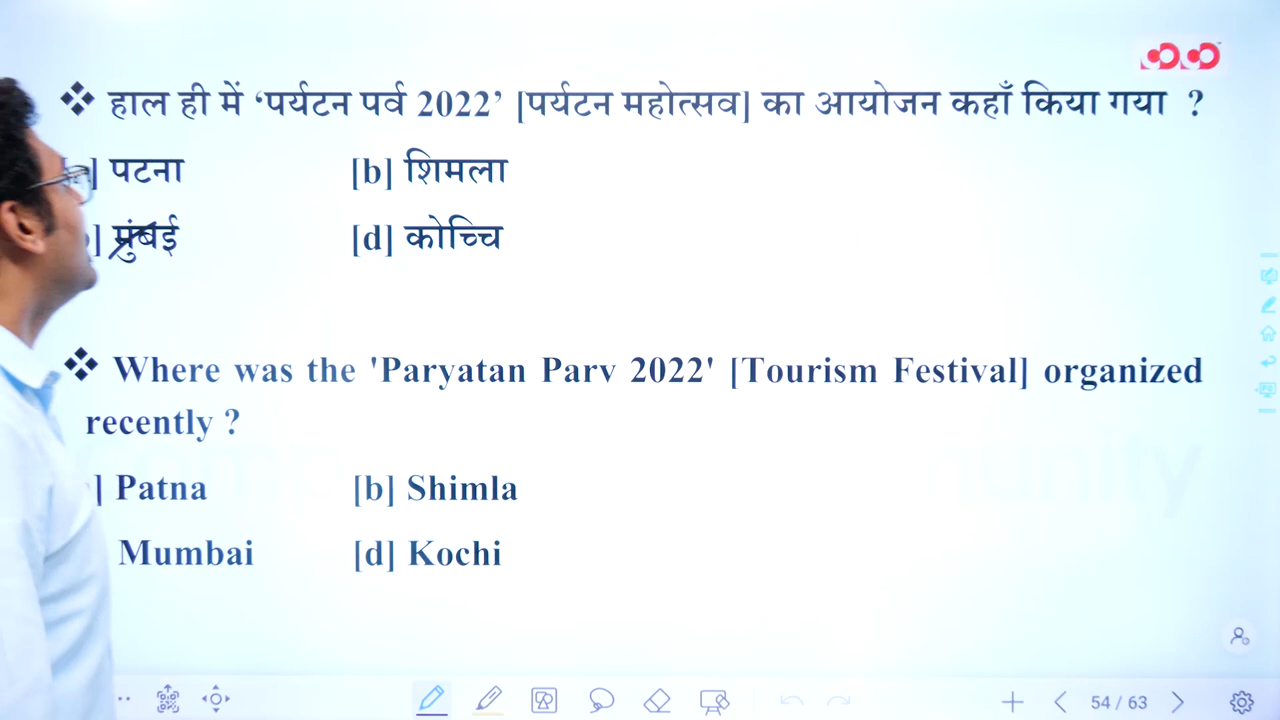 ❖ हाल ही में ‘पर्यटन पर्व 2022’ [पर्यटन महोत्सव] का आयोजन कहाँ किया गया ?
] पटना [b] शिमला
] मुंबई [d] कोच्चि
❖ Where was the 'Paryatan Parv 2022' [Tourism Festival] organized
recently ?
] Patna [b] Shimla
Mumbai [d] Kochi
54 / 63